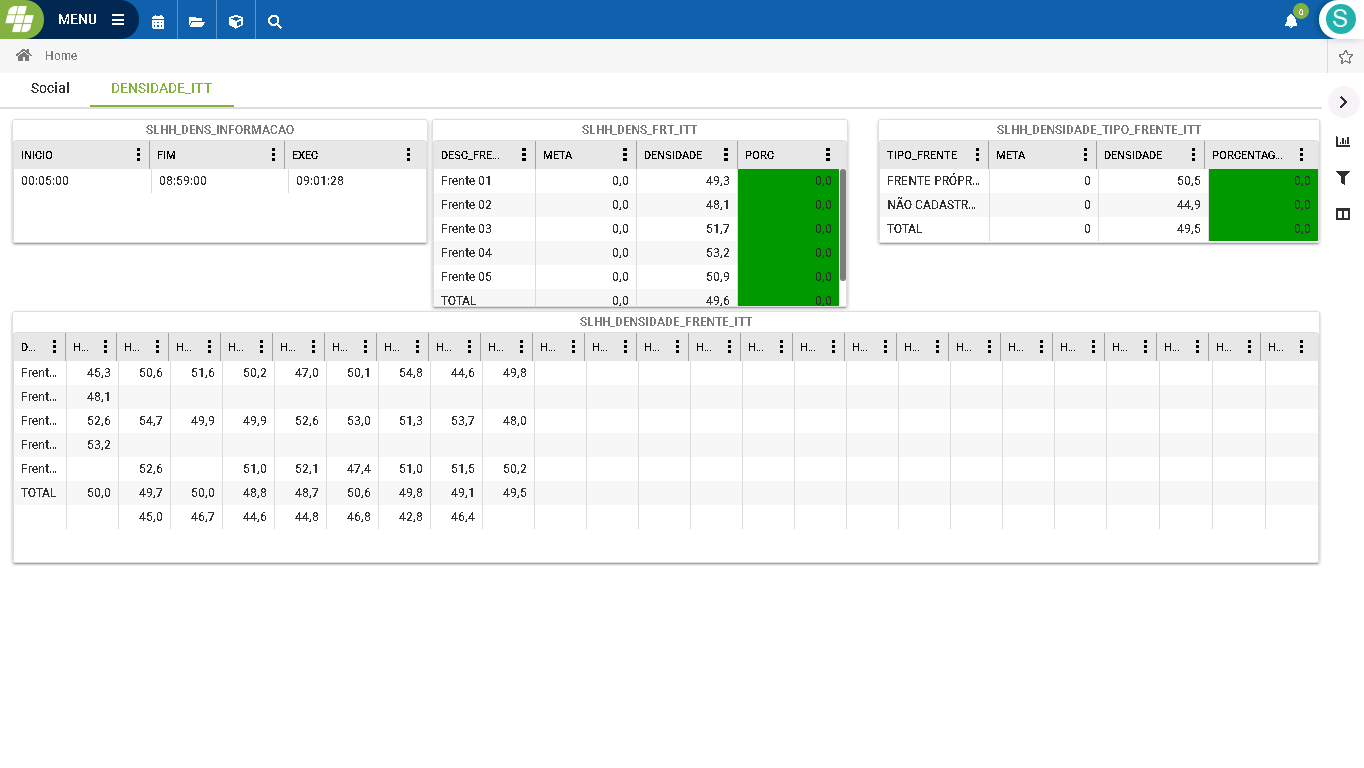 MENU
0
S
Home
Social DENSIDADE_ITT
SLHH_DENS_INFORMACAO
INICIO FIM EXEC
00:05:00 08:59:00 09:01:28
SLHH_DENS_FRT_ITT
DESC_FRE... META DENSIDADE PORC
Frente 01 0,0 49,3 0,0
Frente 02 0,0 48,1 0,0
Frente 03 0,0 51,7 0,0
Frente 04 0,0 53,2 0,0
Frente 05 0,0 50,9 0,0
TOTAL 0,0 49,6 0,0
SLHH_DENSIDADE_TIPO_FRENTE_ITT
TIPO_FRENTE META DENSIDADE PORCENTAG...
FRENTE PRÓPR... 0 50,5 0,0
NÃO CADASTR... 0 44,9 0,0
TOTAL 0 49,5 0,0
SLHH_DENSIDADE_FRENTE_ITT
D... H... H... H... H... H... H... H... H... H... H... H... H... H... H... H... H... H... H... H... H... H... H... H... H...
Frent... 45,3 50,6 51,6 50,2 47,0 50,1 54,8 44,6 49,8
Frent... 48,1
Frent... 52,6 54,7 49,9 49,9 52,6 53,0 51,3 53,7 48,0
Frent... 53,2
Frent... 52,6 51,0 52,1 47,4 51,0 51,5 50,2
TOTAL 50,0 49,7 50,0 48,8 48,7 50,6 49,8 49,1 49,5
45,0 46,7 44,6 44,8 46,8 42,8 46,4